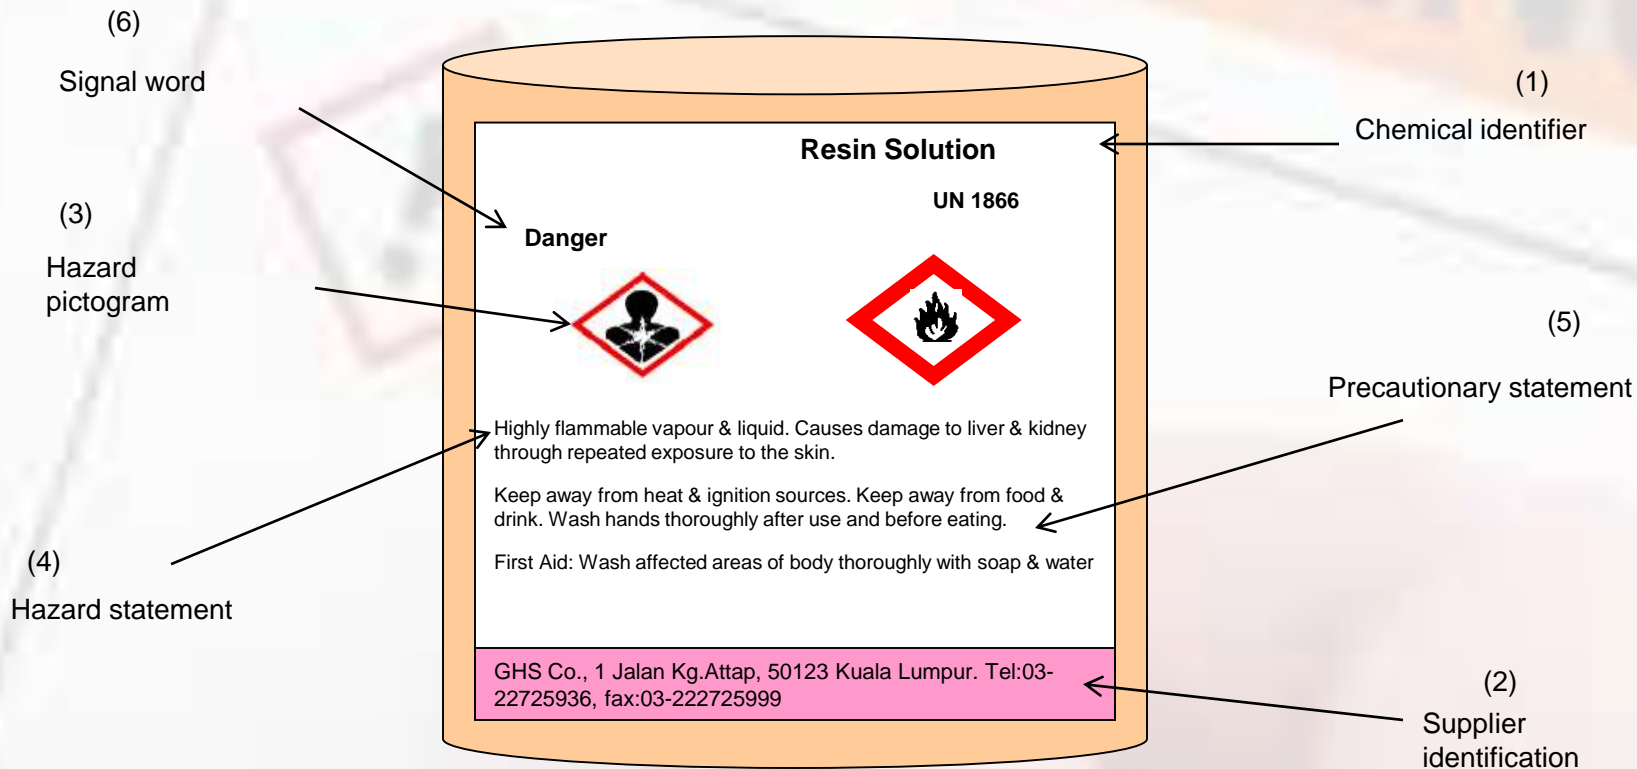 (6)
Signal word
(1)
Chemical identifier
Resin Solution
UN 1866
(3)
Hazard
pictogram
Danger
(5)
Precautionary statement
Highly flammable vapour & liquid. Causes damage to liver & kidney
through repeated exposure to the skin.
Keep away from heat & ignition sources. Keep away from food &
drink. Wash hands thoroughly after use and before eating.
First Aid: Wash affected areas of body thoroughly with soap & water
(4)
Hazard statement
GHS Co., 1 Jalan Kg.Attap, 50123 Kuala Lumpur. Tel:03-
22725936, fax:03-222725999
(2)
Supplier
identification